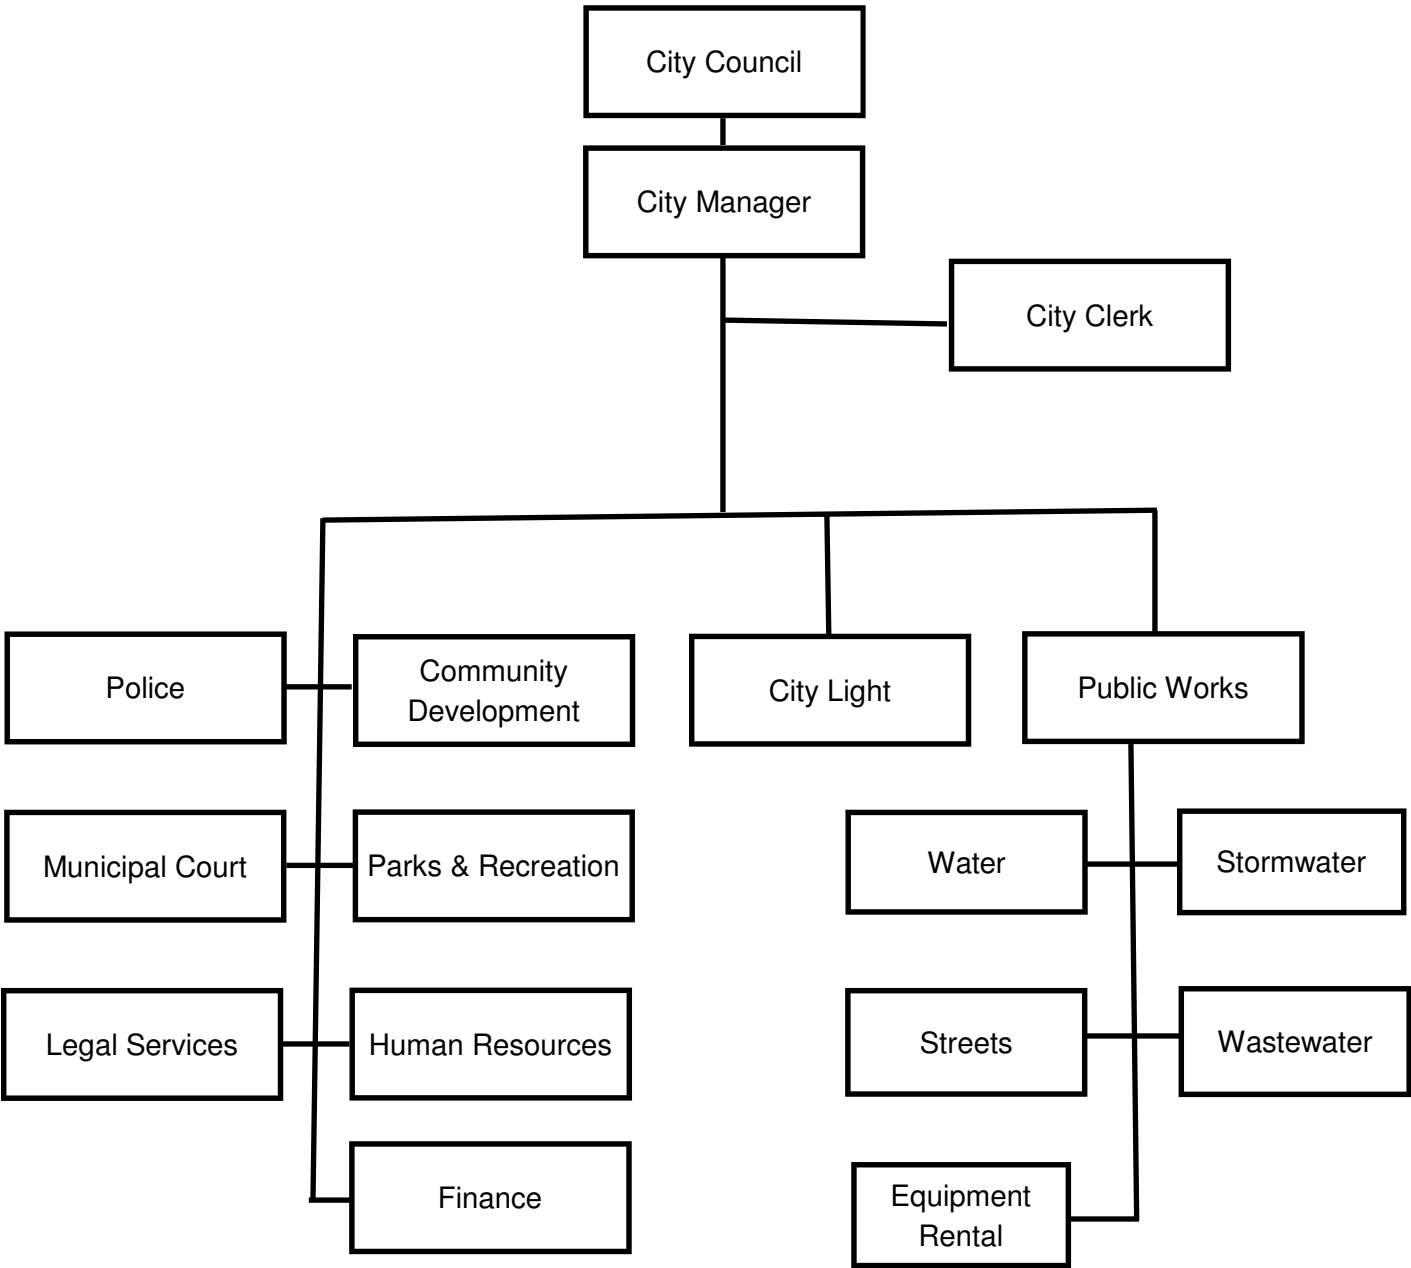 City Council
City Manager
City Clerk
Police
Community
Development
City Light
Public Works
Municipal Court
Parks & Recreation
Water
Stormwater
Legal Services
Human Resources
Streets
Wastewater
Finance
Equipment
Rental